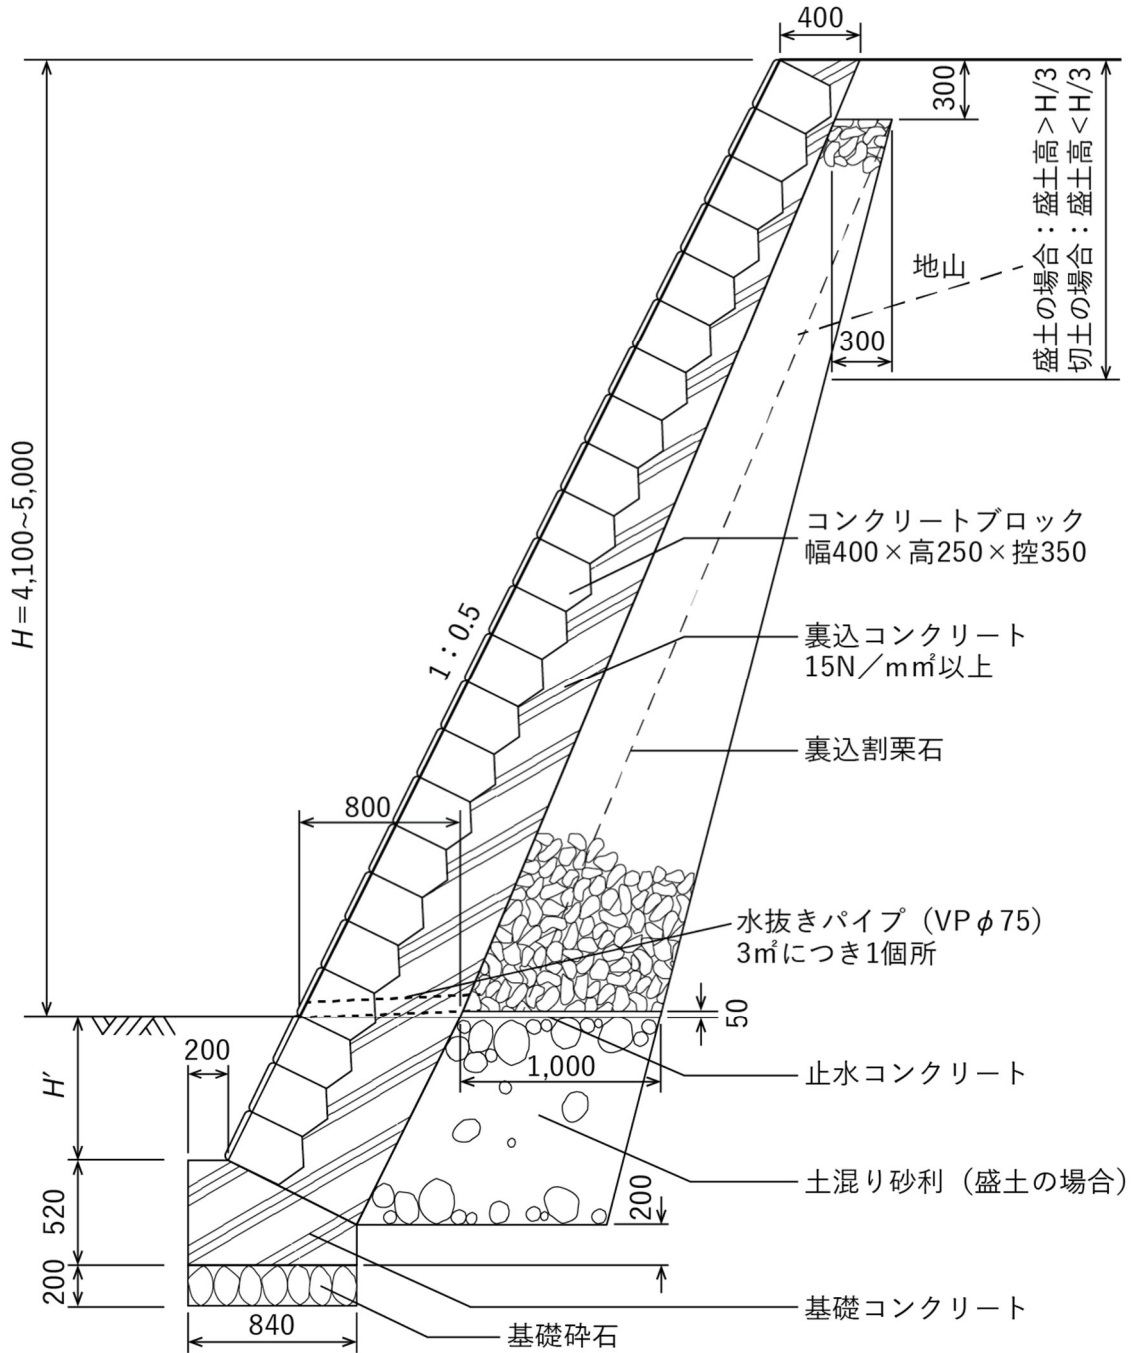 400
300
盛土の場合：盛土高＞H/3
切土の場合：盛土高＜H/3
地山
300
H＝4,100~5,000
コンクリートブロック
幅400×高250×控350
1：0.5
裏込コンクリート
15N／m㎡以上
裏込割栗石
800
水抜きパイプ（VPφ75）
3㎡につき1個所
50
200
1,000
止水コンクリート
H′
土混り砂利（盛土の場合）
200
520
200
基礎コンクリート
840
基礎砕石